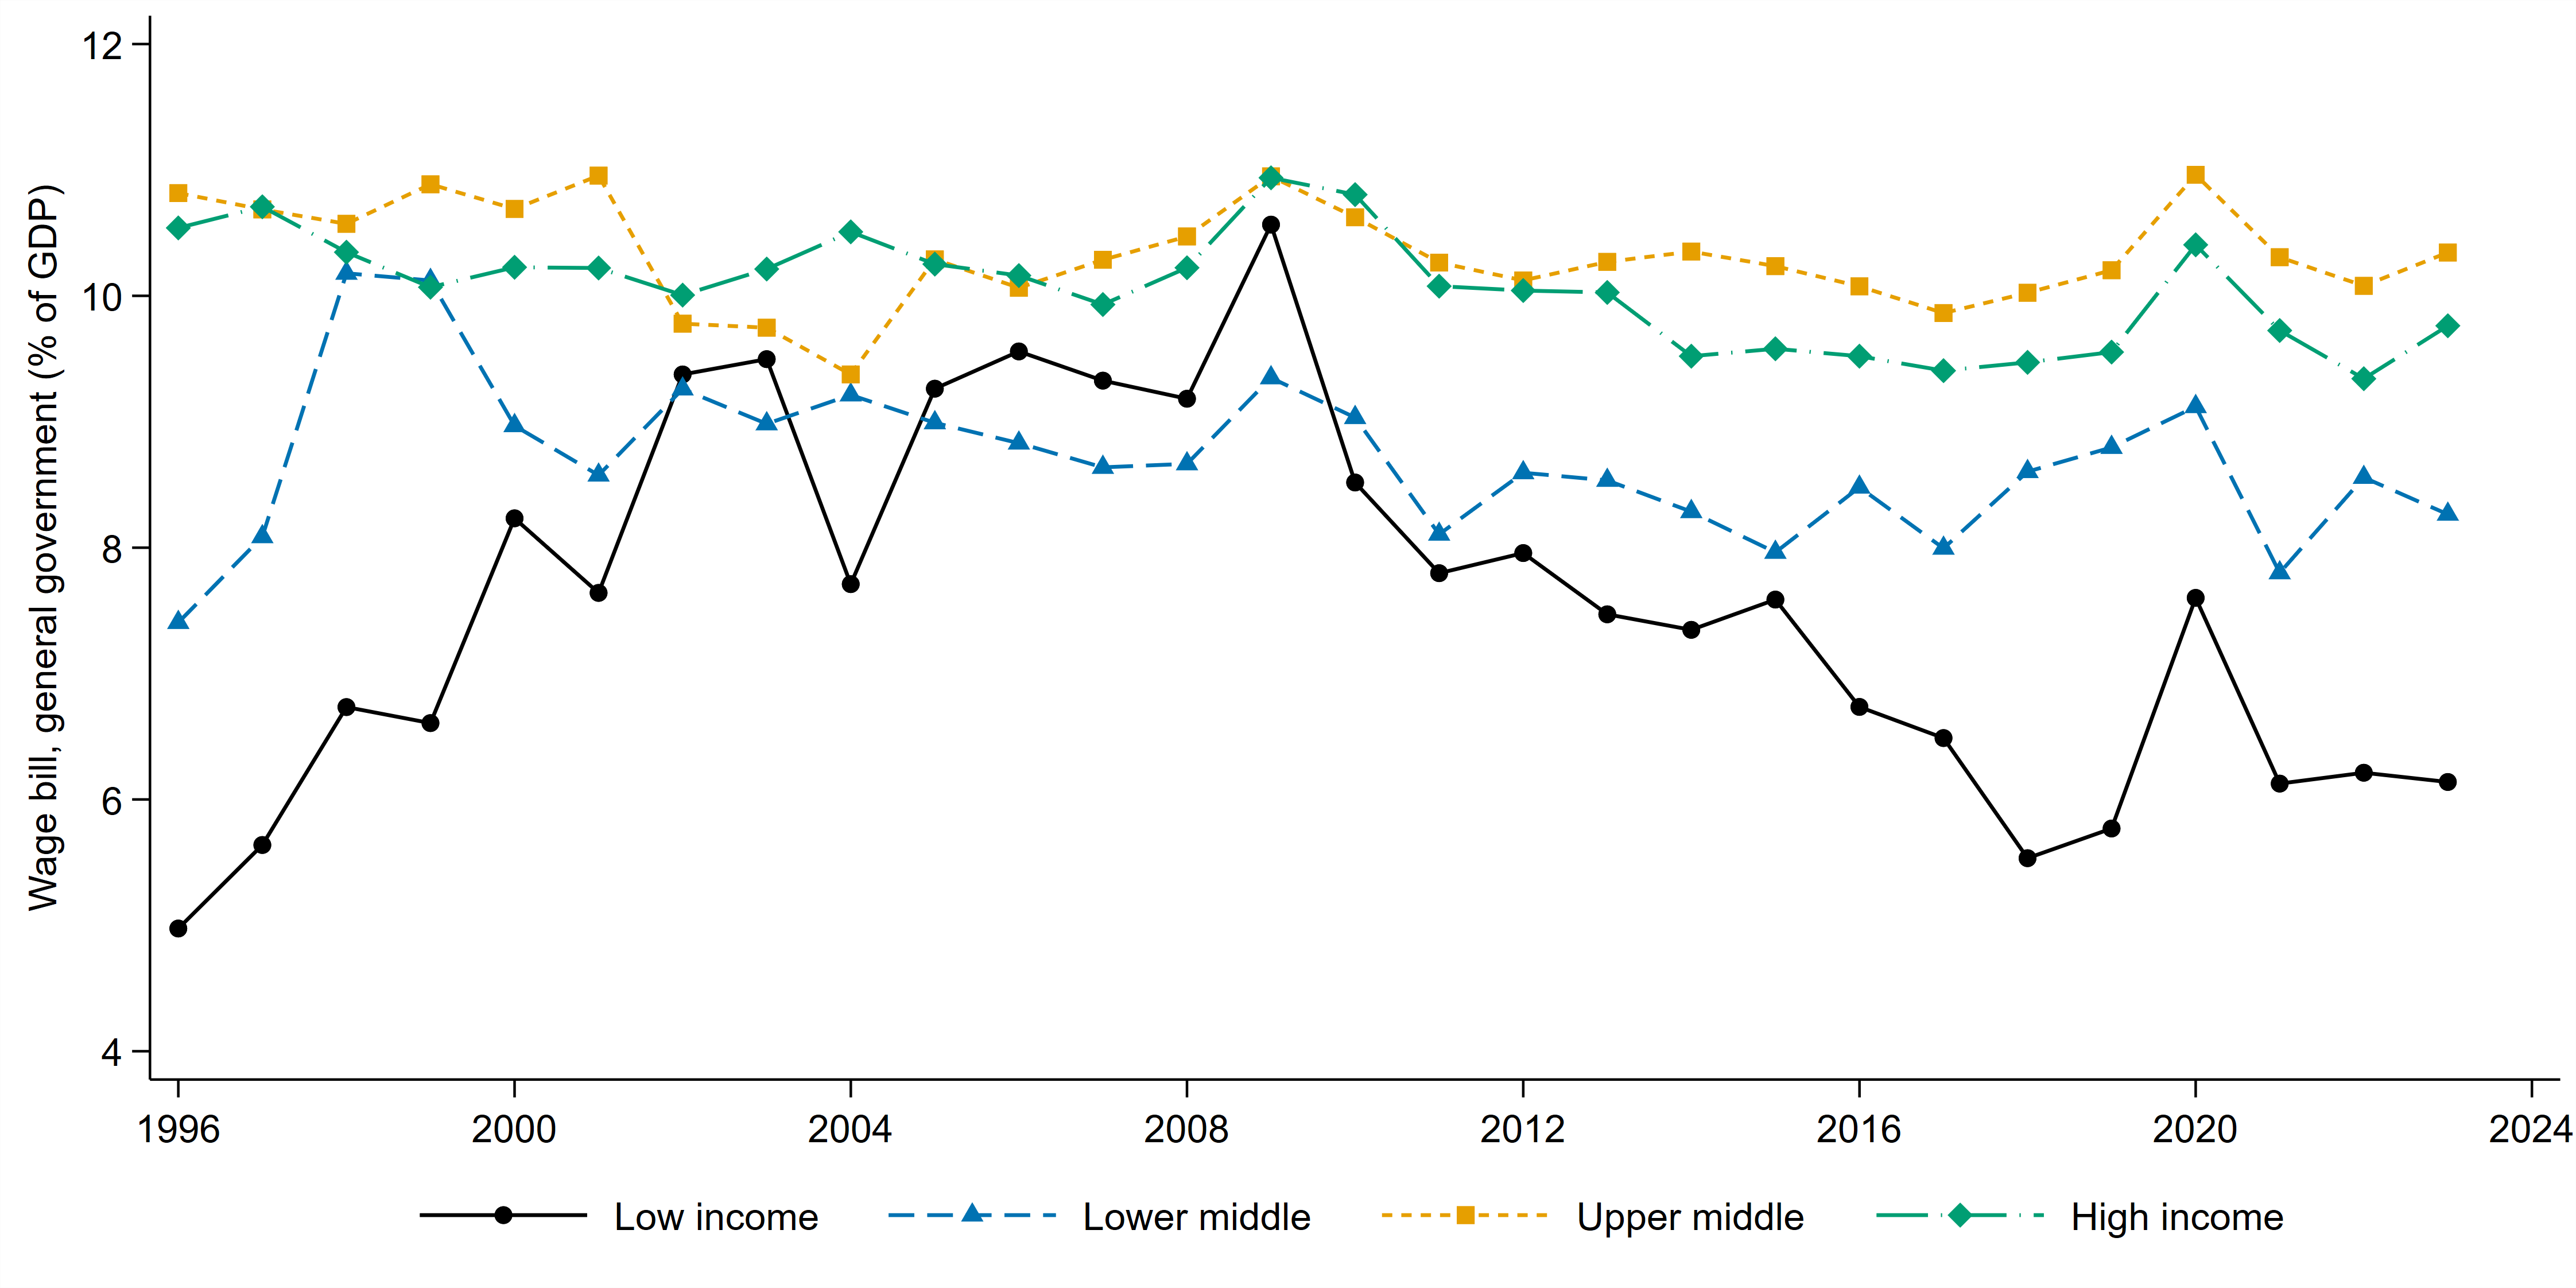 Wage bill, general government (% of GDP)
12
10
8
6
4
1996 2000 2004 2008 2012 2016 2020 2024
Low income Lower middle Upper middle High income